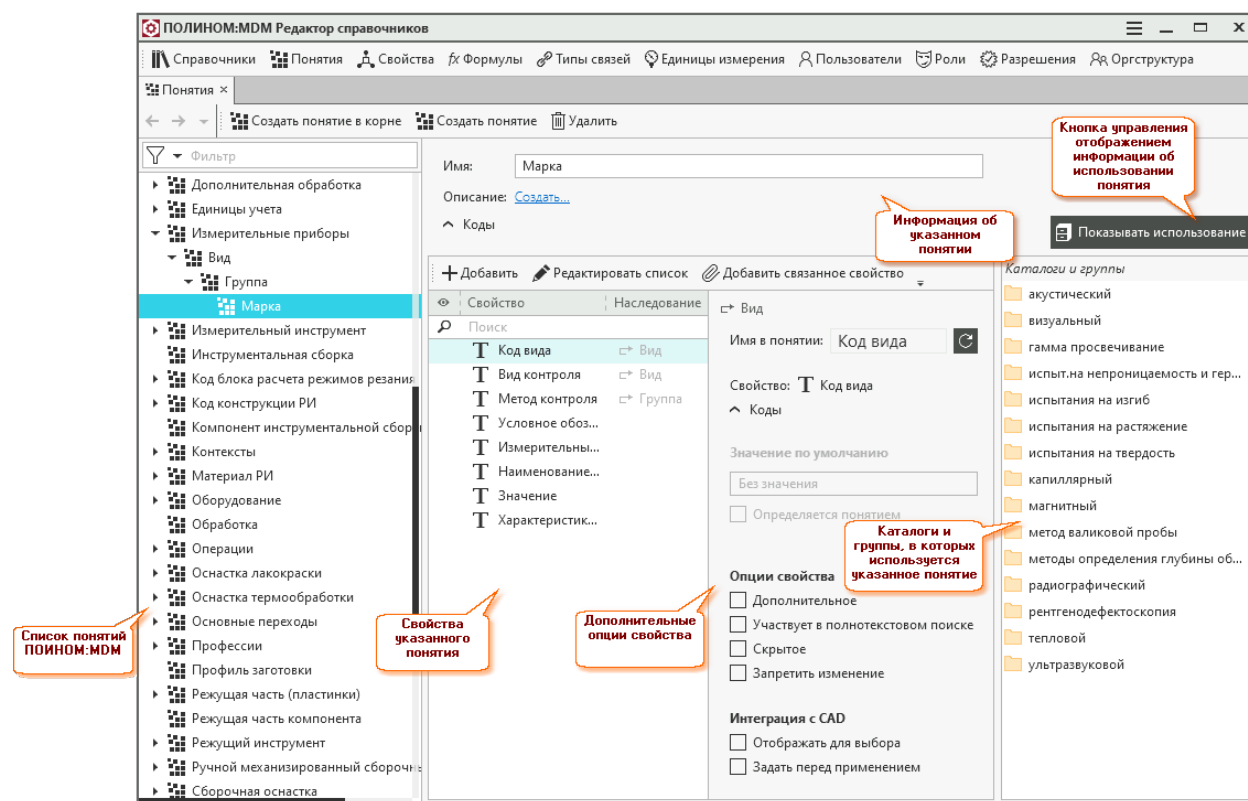 ПОЛИНОМ:MDM Редактор справочников
Справочники Понятия Свойства fx Формулы Типы связей Единицы измерения Пользователи Роли Разрешения Оргструктура
Понятия ×
Создать понятие в корне Создать понятие Удалить
Фильтр
Дополнительная обработка
Единицы учета
Измерительные приборы
Вид
Группа
Марка
Измерительный инструмент
Инструментальная сборка
Код блока расчета режимов резания
Код конструкции РИ
Компонент инструментальной сбор
Контексты
Материал РИ
Оборудование
Обработка
Операции
Оснастка лакокраски
Оснастка термообработки
Основные переходы
Профессии
Профиль заготовки
Режущая часть (пластинки)
Режущая часть компонента
Режущий инструмент
Ручной механизированный сборочны
Сборочная оснастка
Список понятий
ПОИНОМ:MDM
Имя: Марка
Описание: Создать...
Коды
Информация об
указанном
понятии
Кнопка управления
отображением
информации об
использовании
понятия
Показывать использование
Добавить Редактировать список Добавить связанное свойство
Свойство Наследование
Поиск
T Код вида Вид
T Вид контроля Вид
T Метод контроля Группа
T Условное обоз...
T Измерительны...
T Наименование...
T Значение
T Характеристик...
Свойства
указанного
понятия
Вид
Имя в понятии: Код вида
Свойство: T Код вида
Коды
Значение по умолчанию
Без значения
Определяется понятием
Опции свойства
Дополнительное
Участвует в полнотекстовом поиске
Скрытое
Запретить изменение
Интеграция с CAD
Отображать для выбора
Задать перед применением
Дополнительные
опции свойства
Каталоги и
группы, в которых
используется
указанное понятие
Каталоги и группы
акустический
визуальный
гамма просвечивание
испыт.на непроницаемость и гер...
испытания на изгиб
испытания на растяжение
испытания на твердость
капиллярный
магнитный
метод валиковой пробы
методы определения глубины об...
радиографический
рентгенодефектоскопия
тепловой
ультразвуковой